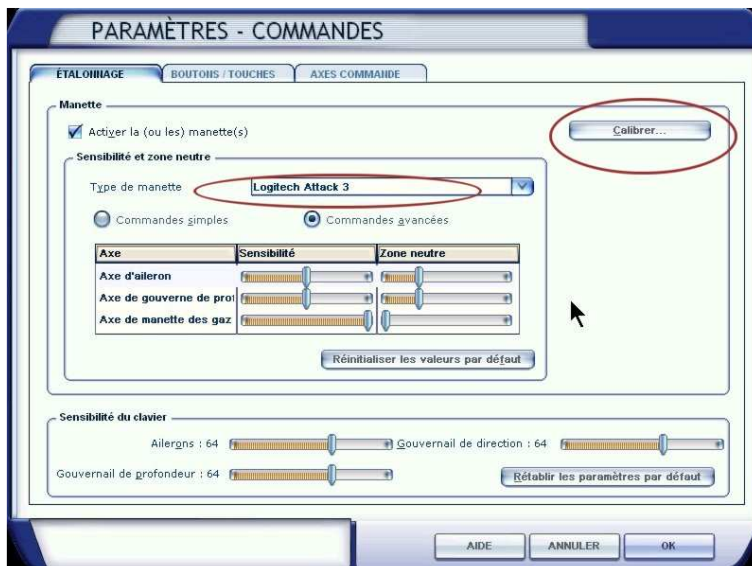 PARAMÈTRES - COMMANDES
ÉTALONNAGE
BOUTONS / TOUCHES
AXES COMMANDE
Manette
Activer la (ou les) manette(s)
Calibrer...
Sensibilité et zone neutre
Type de manette
Logitech Attack 3
Commandes simples
Commandes avancées
Axe Sensibilité Zone neutre
Axe d'aileron
Axe de gouverne de prof
Axe de manette des gaz
Réinitialiser les valeurs par défaut
Sensibilité du clavier
Ailerons : 64
Gouvernail de direction : 64
Gouvernail de profondeur : 64
Rétablir les paramètres par défaut
AIDE
ANNULER
OK